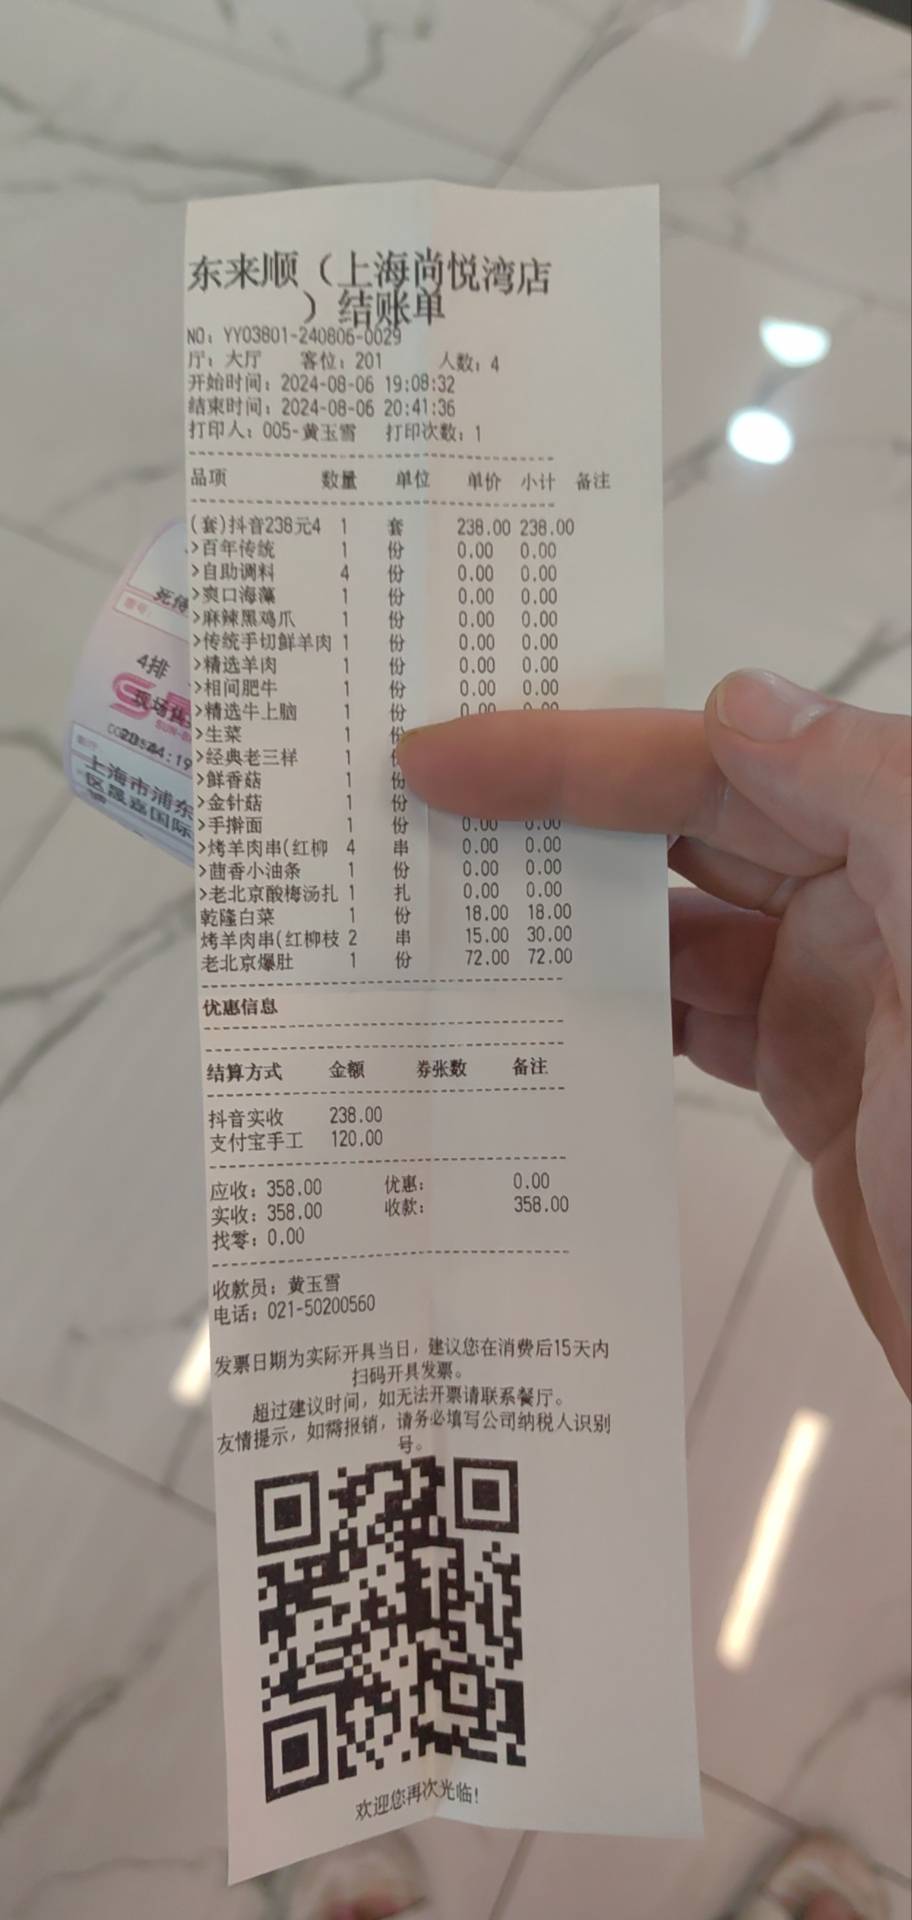 东来顺（上海尚悦湾店
）结账单
NO：YY03801-240806-0029
厅：大厅 客位：201 人数：4
开始时间：2024-08-06 19:08:32
结束时间：2024-08-06 20:41:36
打印人：005-黄玉雪 打印次数：1
品项 数量 单位 单价 小计 备注
(套)抖音238元4 1 套 238.00 238.00
>百年传统 1 份 0.00 0.00
>自助调料 4 份 0.00 0.00
>爽口海藻 1 份 0.00 0.00
>麻辣黑鸡爪 1 份 0.00 0.00
>传统手切鲜羊肉 1 份 0.00 0.00
>精选羊肉 1 份 0.00 0.00
>相间肥牛 1 份 0.00 0.00
>精选牛上脑 1 份 0.00 0.00
>生菜 1 份
>经典老三样 1
>鲜香菇 1 份
>金针菇 1 份
>手擀面 1 份 0.00 0.00
>烤羊肉串(红柳 4 串 0.00 0.00
>茴香小油条 1 份 0.00 0.00
>老北京酸梅汤扎 1 扎 0.00 0.00
乾隆白菜 1 份 18.00 18.00
烤羊肉串(红柳枝 2 串 15.00 30.00
老北京爆肚 1 份 72.00 72.00
优惠信息
结算方式 金额 券张数 备注
抖音实收 238.00
支付宝手工 120.00
应收：358.00 优惠： 0.00
实收：358.00 收款： 358.00
找零：0.00
收款员：黄玉雪
电话：021-50200560
发票日期为实际开具当日，建议您在消费后15天内
扫码开具发票。
超过建议时间，如无法开票请联系餐厅。
友情提示，如需报销，请务必填写公司纳税人识别
号。
欢迎您再次光临！
死侍
票号：
4排
现场售
上海市浦东
区晟嘉国际